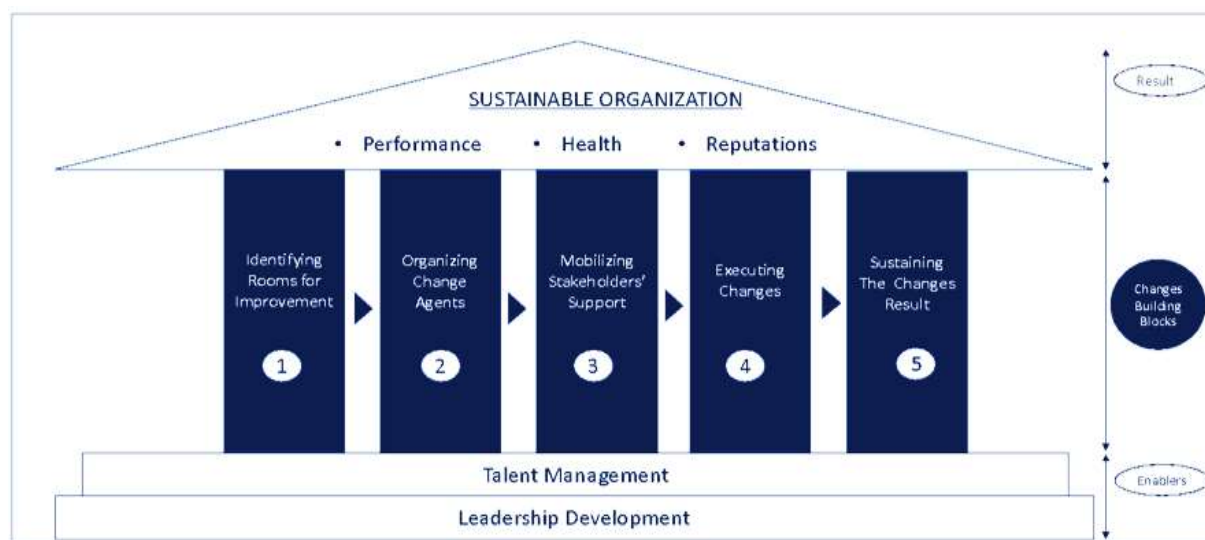 SUSTAINABLE ORGANIZATION
• Performance
• Health
• Reputations
Result
Identifying
Rooms for
Improvement
1
Organizing
Change
Agents
2
Mobilizing
Stakeholders'
Support
3
Executing
Changes
4
Sustaining
The Changes
Result
5
Changes
Building
Blocks
Talent Management
Leadership Development
Enablers